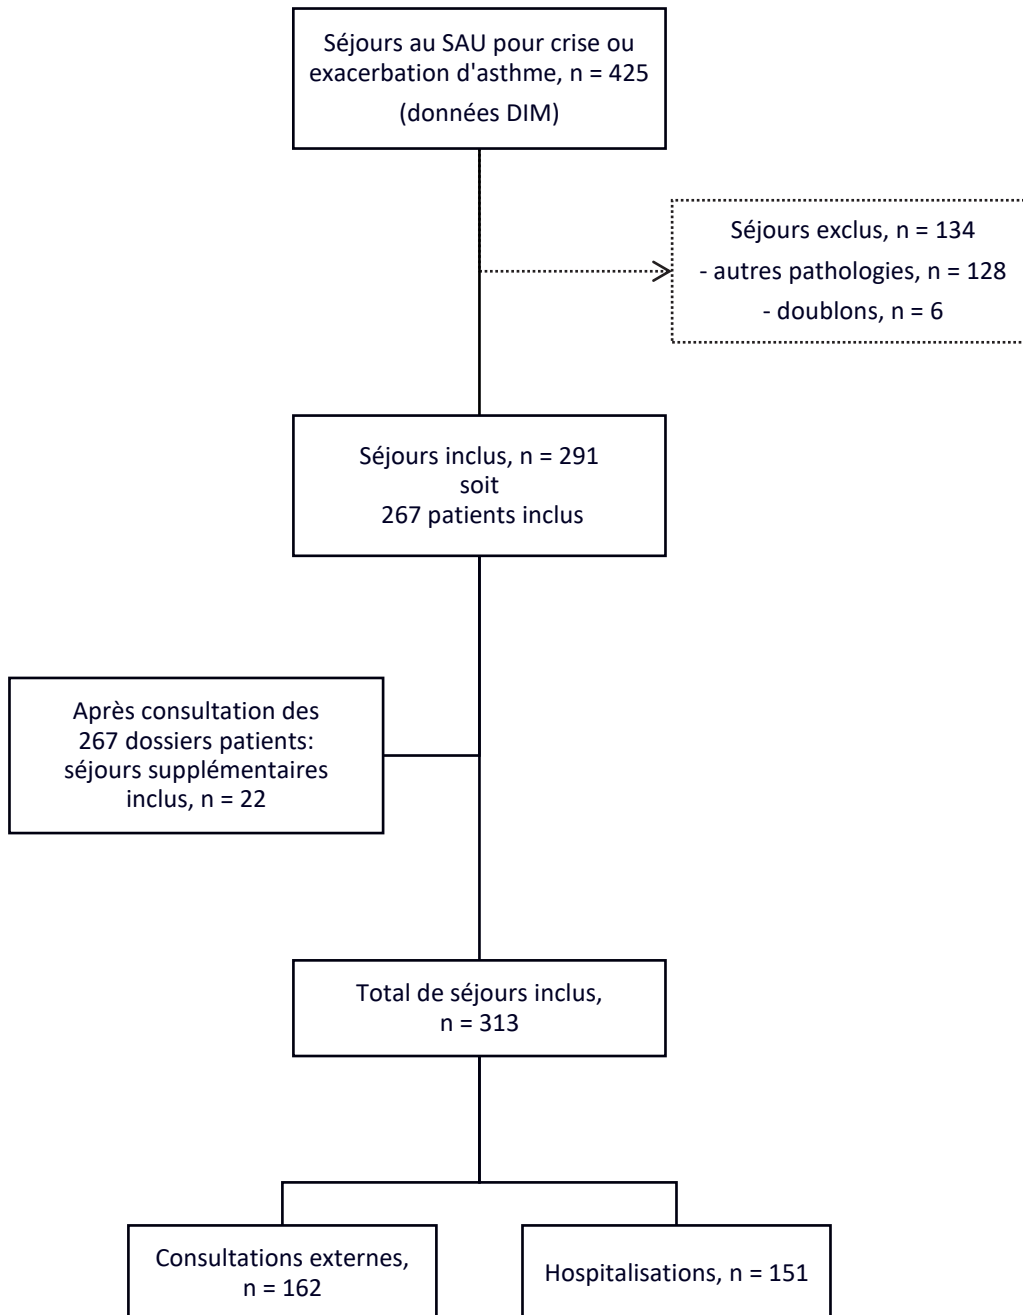 Séjours au SAU pour crise ou
exacerbation d'asthme, n = 425
(données DIM)
Séjours exclus, n = 134
- autres pathologies, n = 128
- doublons, n = 6
Séjours inclus, n = 291
soit
267 patients inclus
Après consultation des
267 dossiers patients:
séjours supplémentaires
inclus, n = 22
Total de séjours inclus,
n = 313
Consultations externes,
n = 162
Hospitalisations, n = 151